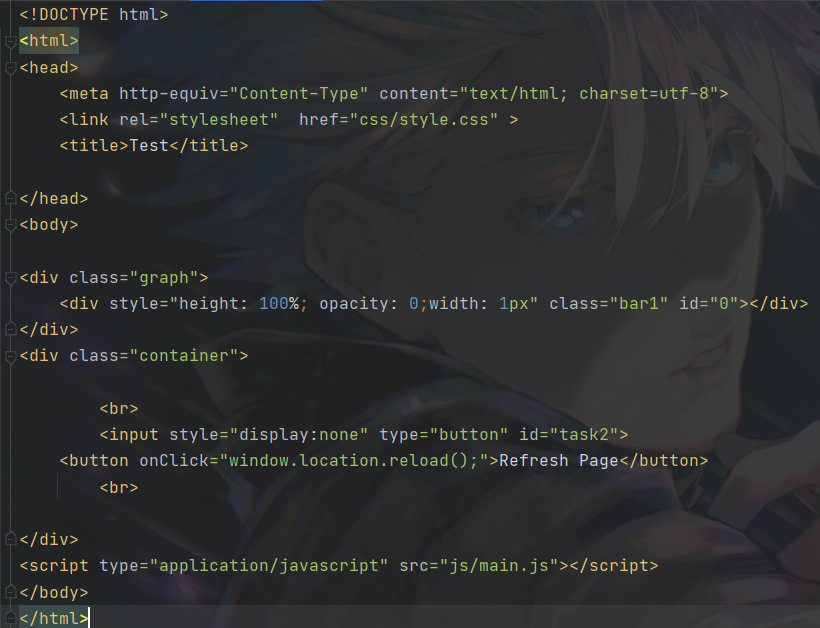 <!DOCTYPE html>
<html>
<head>
    <meta http-equiv="Content-Type" content="text/html; charset=utf-8">
    <link rel="stylesheet"  href="css/style.css" >
    <title>Test</title>

</head>
<body>

<div class="graph">
    <div style="height: 100%; opacity: 0;width: 1px" class="bar1" id="0"></div>
</div>
<div class="container">

        <br>
        <input style="display:none" type="button" id="task2">
    <button onClick="window.location.reload();">Refresh Page</button>
        <br>

</div>
<script type="application/javascript" src="js/main.js"></script>
</body>
</html>